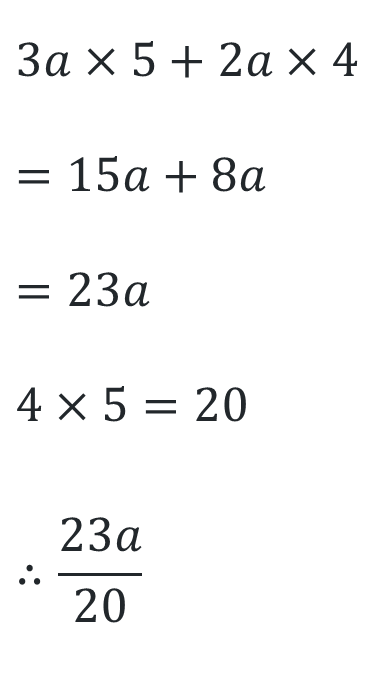 3a × 5 + 2a × 4
= 15a + 8a
= 23a
4 × 5 = 20
∴ 23a/20